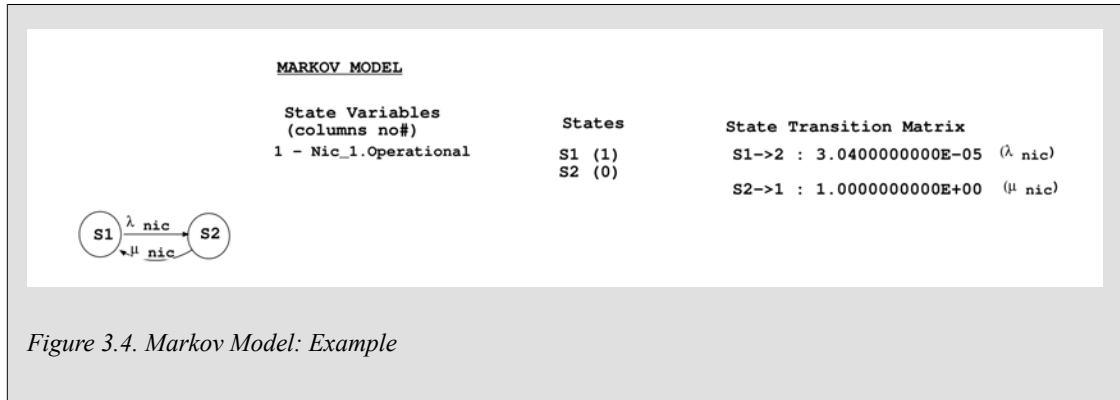 MARKOV MODEL
State Variables
(columns no#)
1 - Nic_1.Operational
States
S1 (1)
S2 (0)
State Transition Matrix
S1->2 : 3.0400000000E-05 (λ nic)
S2->1 : 1.0000000000E+00 (μ nic)
S1 λ nic S2
μ nic
Figure 3.4. Markov Model: Example